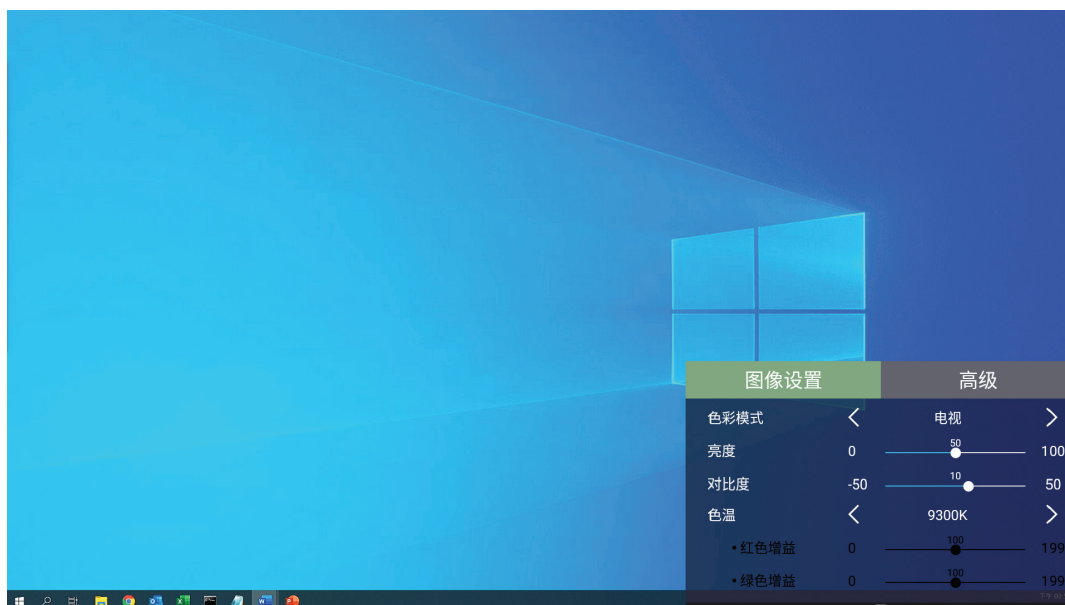 图像设置 高级
色彩模式 电视
亮度 0 50 100
对比度 -50 10 50
色温 9300K
• 红色增益 0 100 199
• 绿色增益 0 100 199